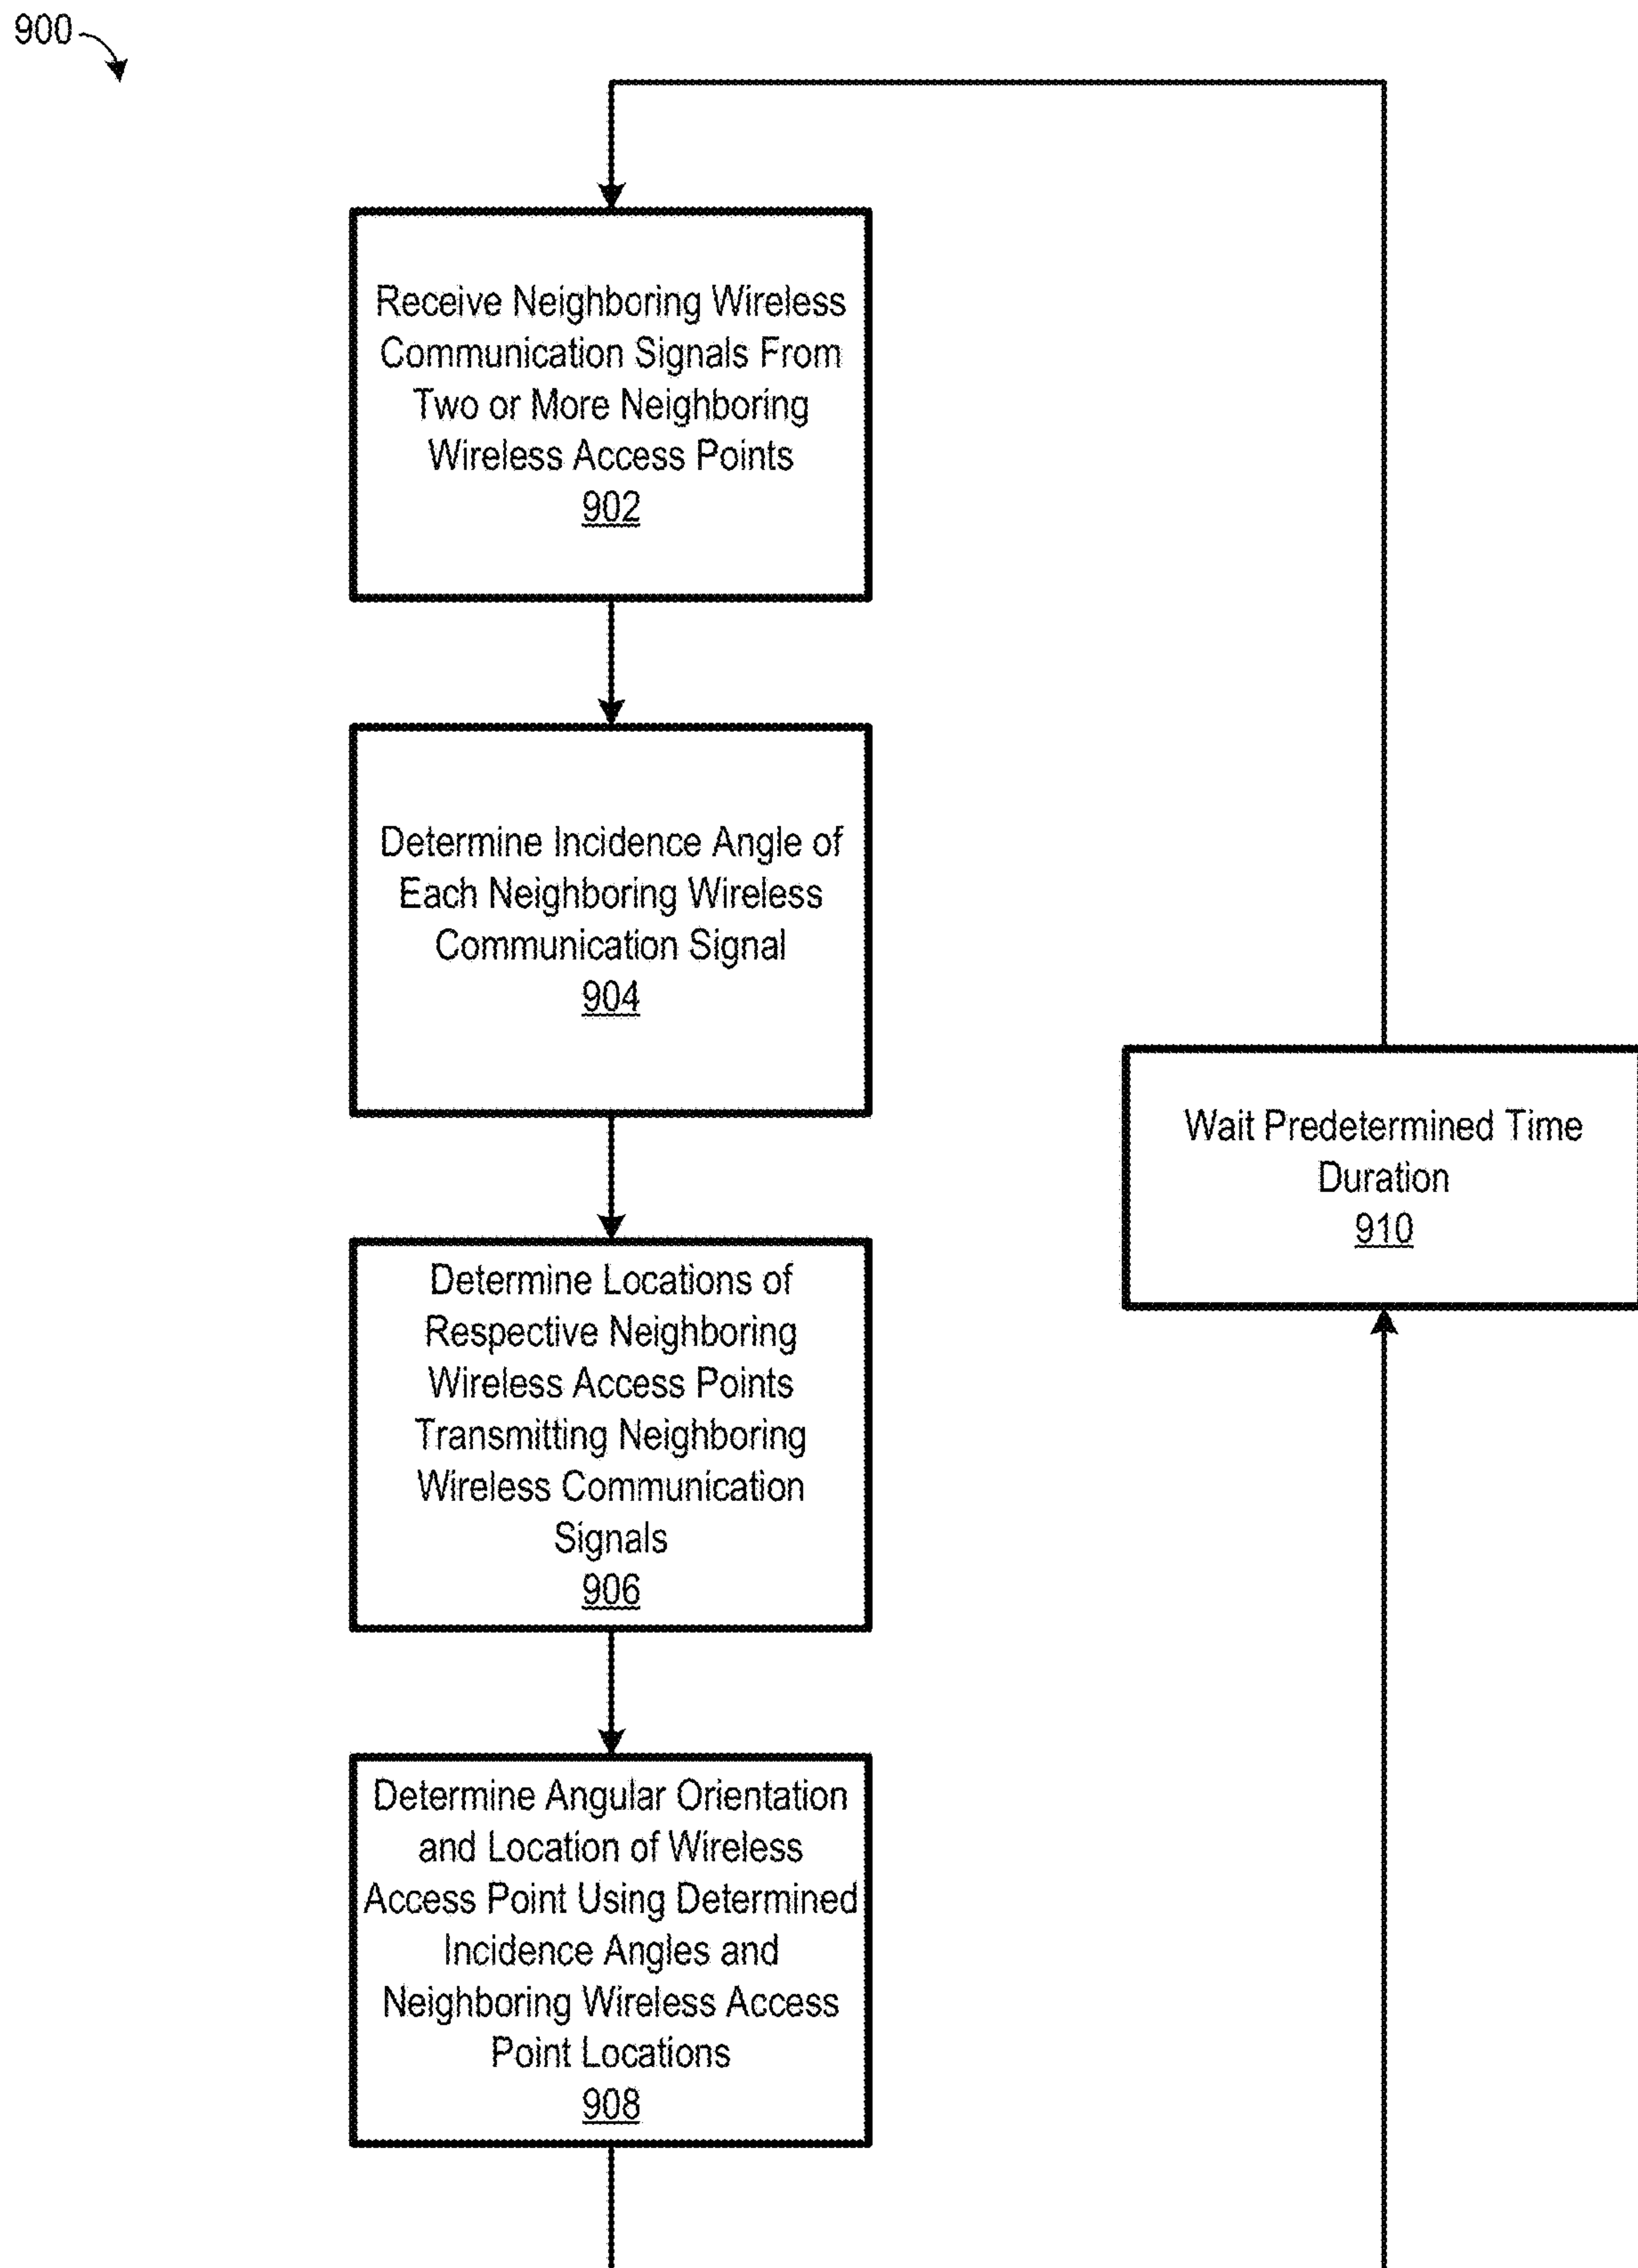 900
Receive Neighboring Wireless
Communication Signals From
Two or More Neighboring
Wireless Access Points
902
Determine Incidence Angle of
Each Neighboring Wireless
Communication Signal
904
Determine Locations of
Respective Neighboring
Wireless Access Points
Transmitting Neighboring
Wireless Communication
Signals
906
Determine Angular Orientation
and Location of Wireless
Access Point Using Determined
Incidence Angles and
Neighboring Wireless Access
Point Locations
908
Wait Predetermined Time
Duration
910